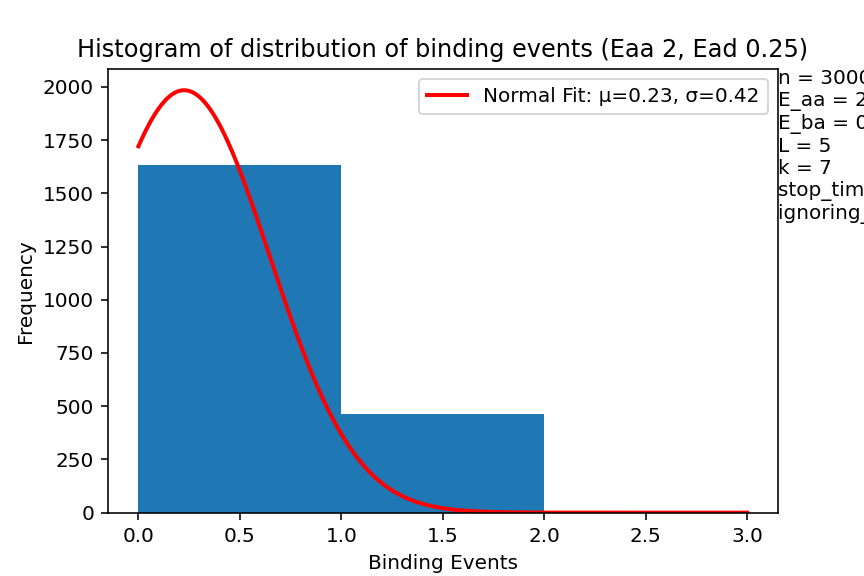 Histogram of distribution of binding events (Eaa 2, Ead 0.25)
Normal Fit: μ=0.23, σ=0.42
n = 3000
E_aa = 2
E_ba = 0
L = 5
k = 7
stop_tim
ignoring_
Frequency
2000
1750
1500
1250
1000
750
500
250
0
0.0 0.5 1.0 1.5 2.0 2.5 3.0
Binding Events